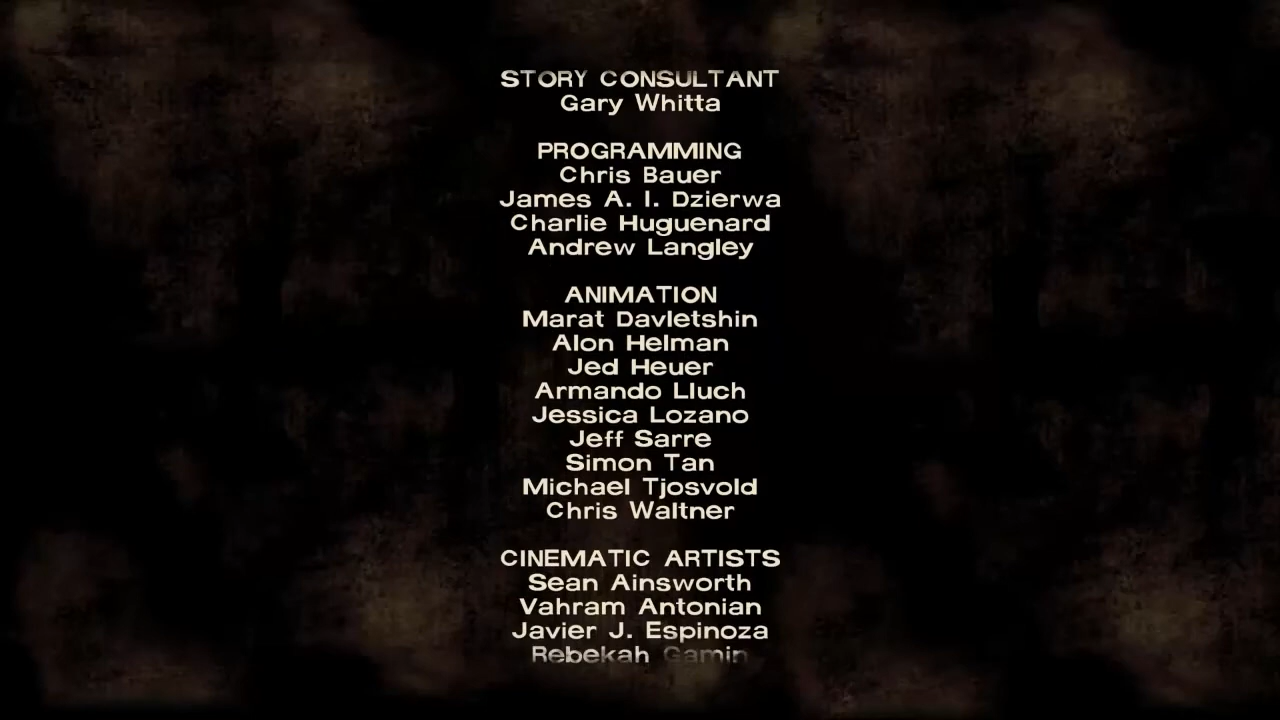 STORY CONSULTANT
Gary Whitta
PROGRAMMING
Chris Bauer
James A. I. Dzierwa
Charlie Huguenard
Andrew Langley
ANIMATION
Marat Davletshin
Alon Helman
Jed Heuer
Armando Lluch
Jessica Lozano
Jeff Sarre
Simon Tan
Michael Tjosvold
Chris Waltner
CINEMATIC ARTISTS
Sean Ainsworth
Vahram Antonian
Javier J. Espinoza
Rebekah Gamin